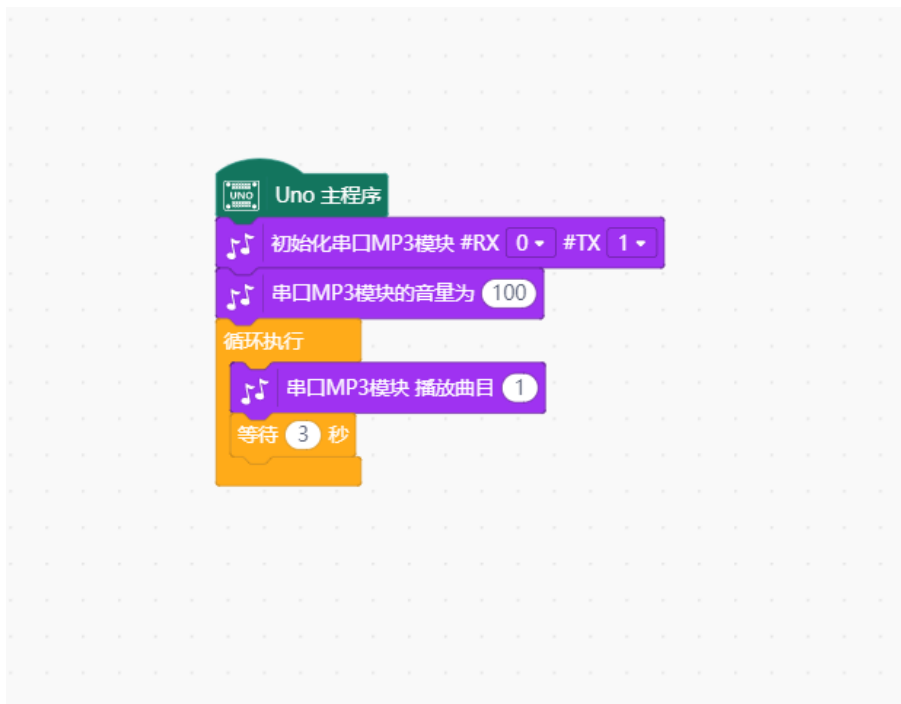 UNO Uno 主程序
初始化串口MP3模块 #RX 0 #TX 1
串口MP3模块的音量为 100
循环执行
串口MP3模块 播放曲目 1
等待 3 秒